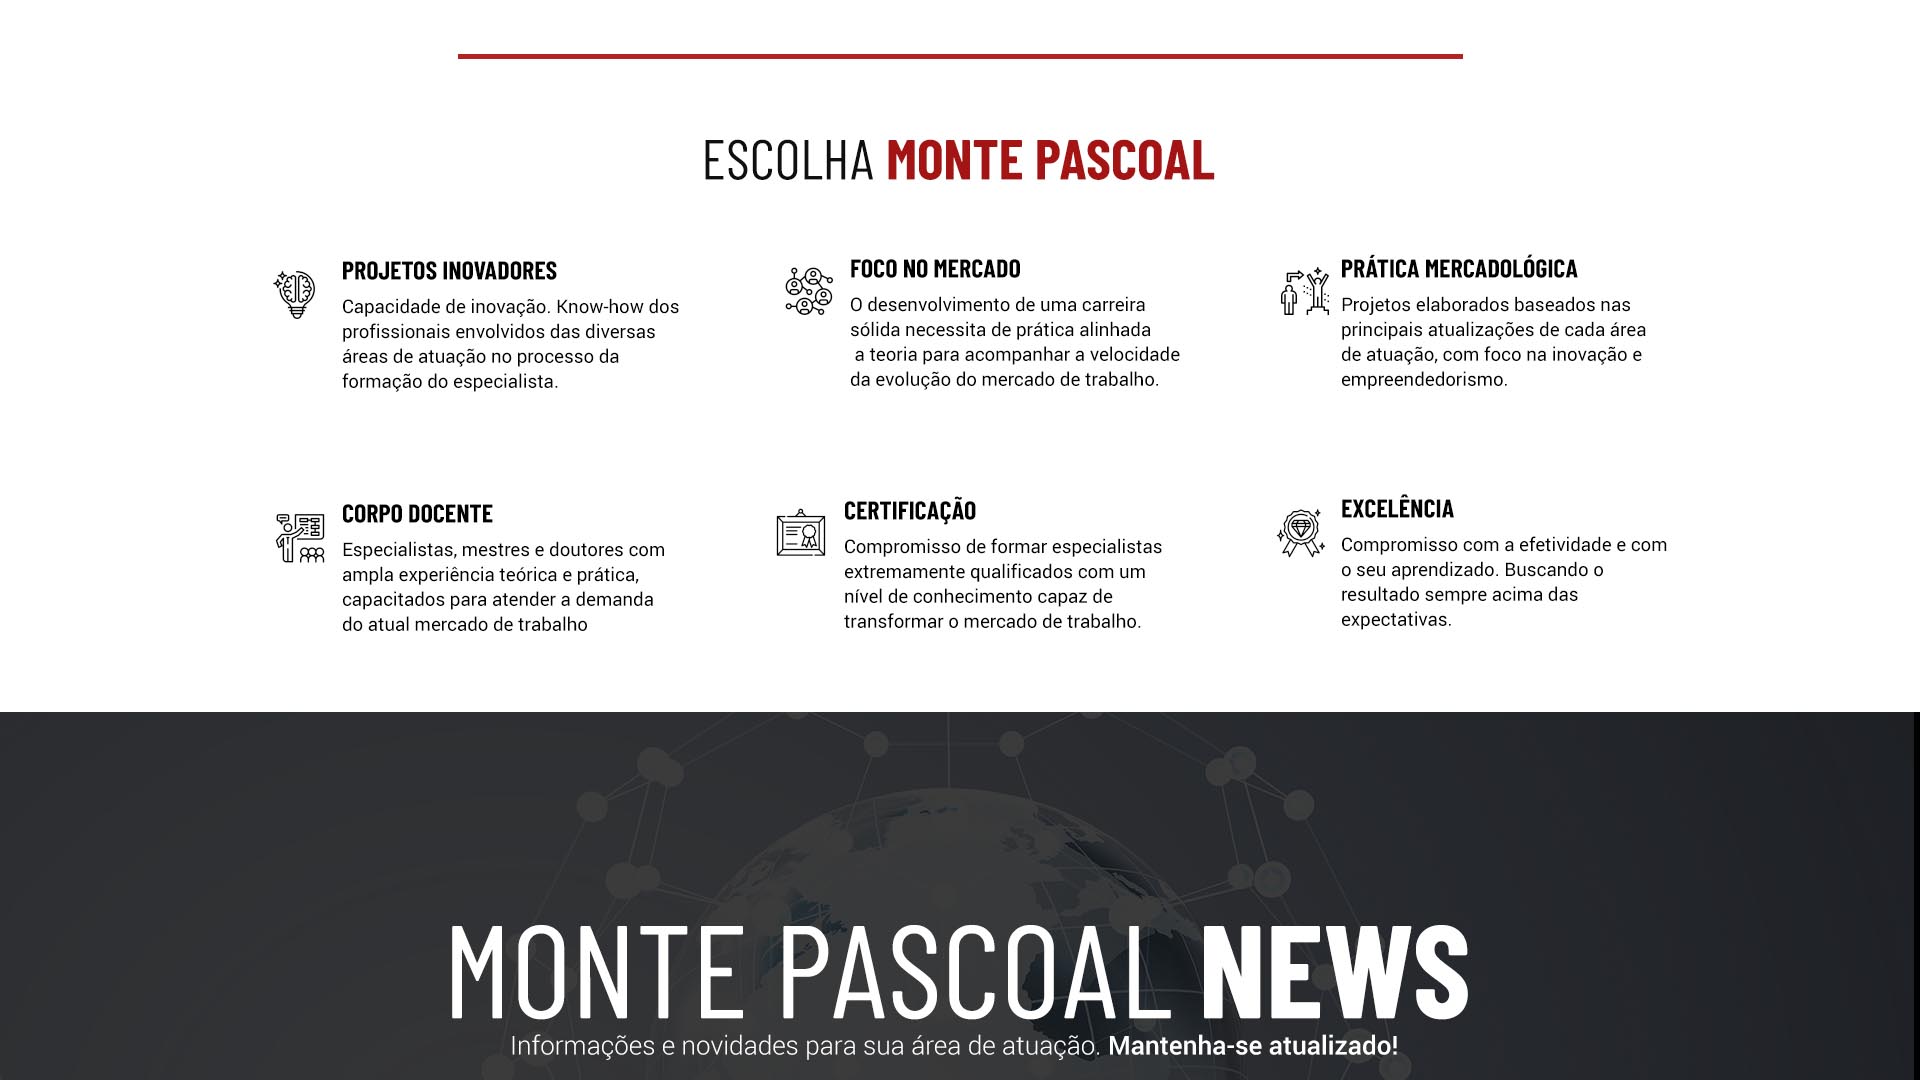 ESCOLHA MONTE PASCOAL
PROJETOS INOVADORES
Capacidade de inovação. Know-how dos
profissionais envolvidos das diversas
áreas de atuação no processo da
formação do especialista.
FOCO NO MERCADO
O desenvolvimento de uma carreira
sólida necessita de prática alinhada
a teoria para acompanhar a velocidade
da evolução do mercado de trabalho.
PRÁTICA MERCADOLÓGICA
Projetos elaborados baseados nas
principais atualizações de cada área
de atuação, com foco na inovação e
empreendedorismo.
CORPO DOCENTE
Especialistas, mestres e doutores com
ampla experiência teórica e prática,
capacitados para atender a demanda
do atual mercado de trabalho
CERTIFICAÇÃO
Compromisso de formar especialistas
extremamente qualificados com um
nível de conhecimento capaz de
transformar o mercado de trabalho.
EXCELÊNCIA
Compromisso com a efetividade e com
o seu aprendizado. Buscando o
resultado sempre acima das
expectativas.
MONTE PASCOAL NEWS
Informações e novidades para sua área de atuação. Mantenha-se atualizado!